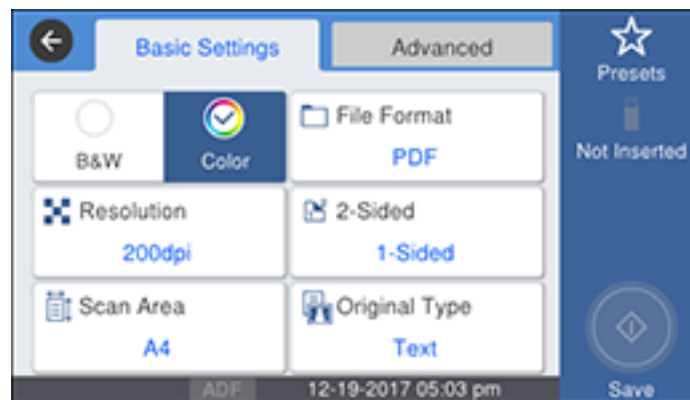 Basic Settings
Advanced
Presets
B&W
Color
File Format
PDF
Not Inserted
Resolution
200dpi
2-Sided
1-Sided
Scan Area
A4
Original Type
Text
ADF
12-19-2017 05:03 pm
Save